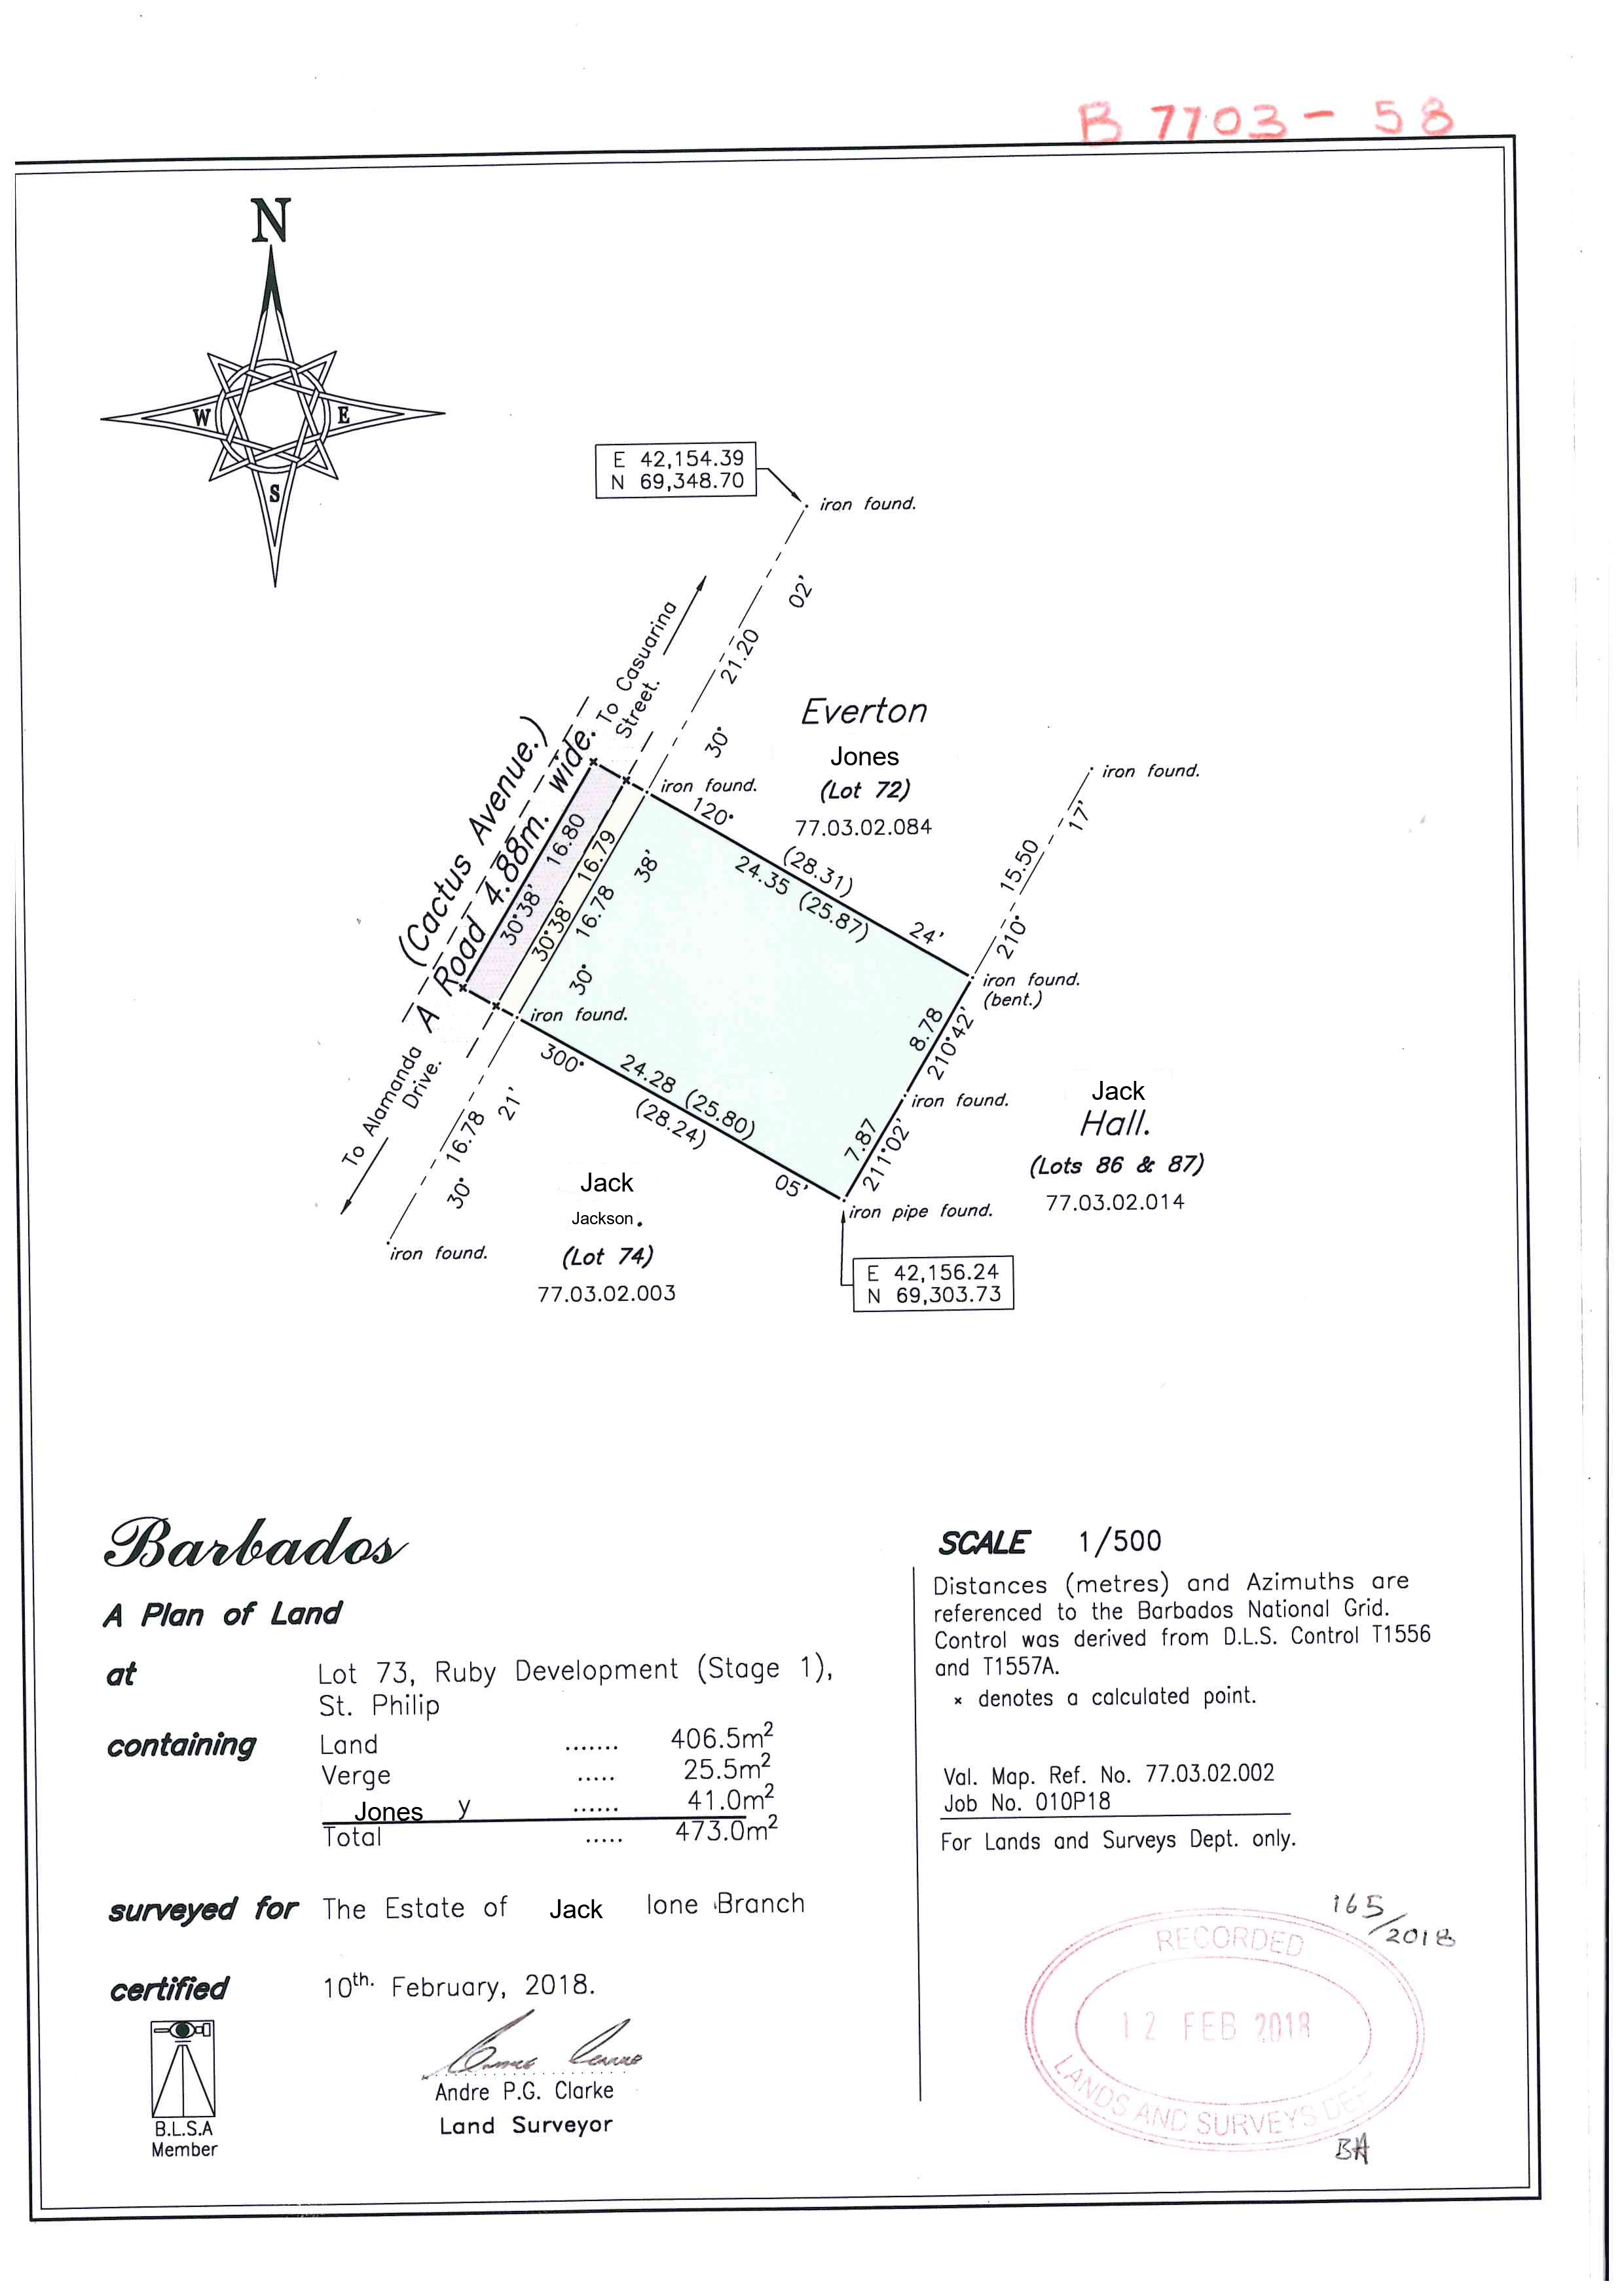 B 7703 - 58
N
W
E
S
E 42,154.39
N 69,348.70
iron found.
02'
21.20
30°
To Casuarina
Street.
(Cactus Avenue.)
A Road 4.88m. wide.
To Alamanda
Drive.
Everton
Jones
(Lot 72)
77.03.02.084
iron found.
iron found.
17'
15.50
210°
120°
(28.31)
24.35 (25.87)
24'
30°38' 16.80
30°38' 16.79
30° 16.78 38'
iron found.
(bent.)
8.78
210°42'
iron found.
iron found.
7.87
211°02'
300°
24.28 (25.80)
(28.24)
05'
iron pipe found.
Jack
Hall.
(Lots 86 & 87)
77.03.02.014
21'
16.78
30°
iron found.
Jack
Jackson.
(Lot 74)
77.03.02.003
E 42,156.24
N 69,303.73
Barbados
A Plan of Land
at Lot 73, Ruby Development (Stage 1),
St. Philip
containing Land ....... 406.5m²
Verge ..... 25.5m²
Jones y ...... 41.0m²
Total ..... 473.0m²
surveyed for The Estate of Jack Ione Branch
certified 10th. February, 2018.
Andre P.G. Clarke
Land Surveyor
B.L.S.A
Member
SCALE 1/500
Distances (metres) and Azimuths are
referenced to the Barbados National Grid.
Control was derived from D.L.S. Control T1556
and T1557A.
× denotes a calculated point.
Val. Map. Ref. No. 77.03.02.002
Job No. 010P18
For Lands and Surveys Dept. only.
165/2018
RECORDED
12 FEB 2018
LANDS AND SURVEYS DEPT
BA